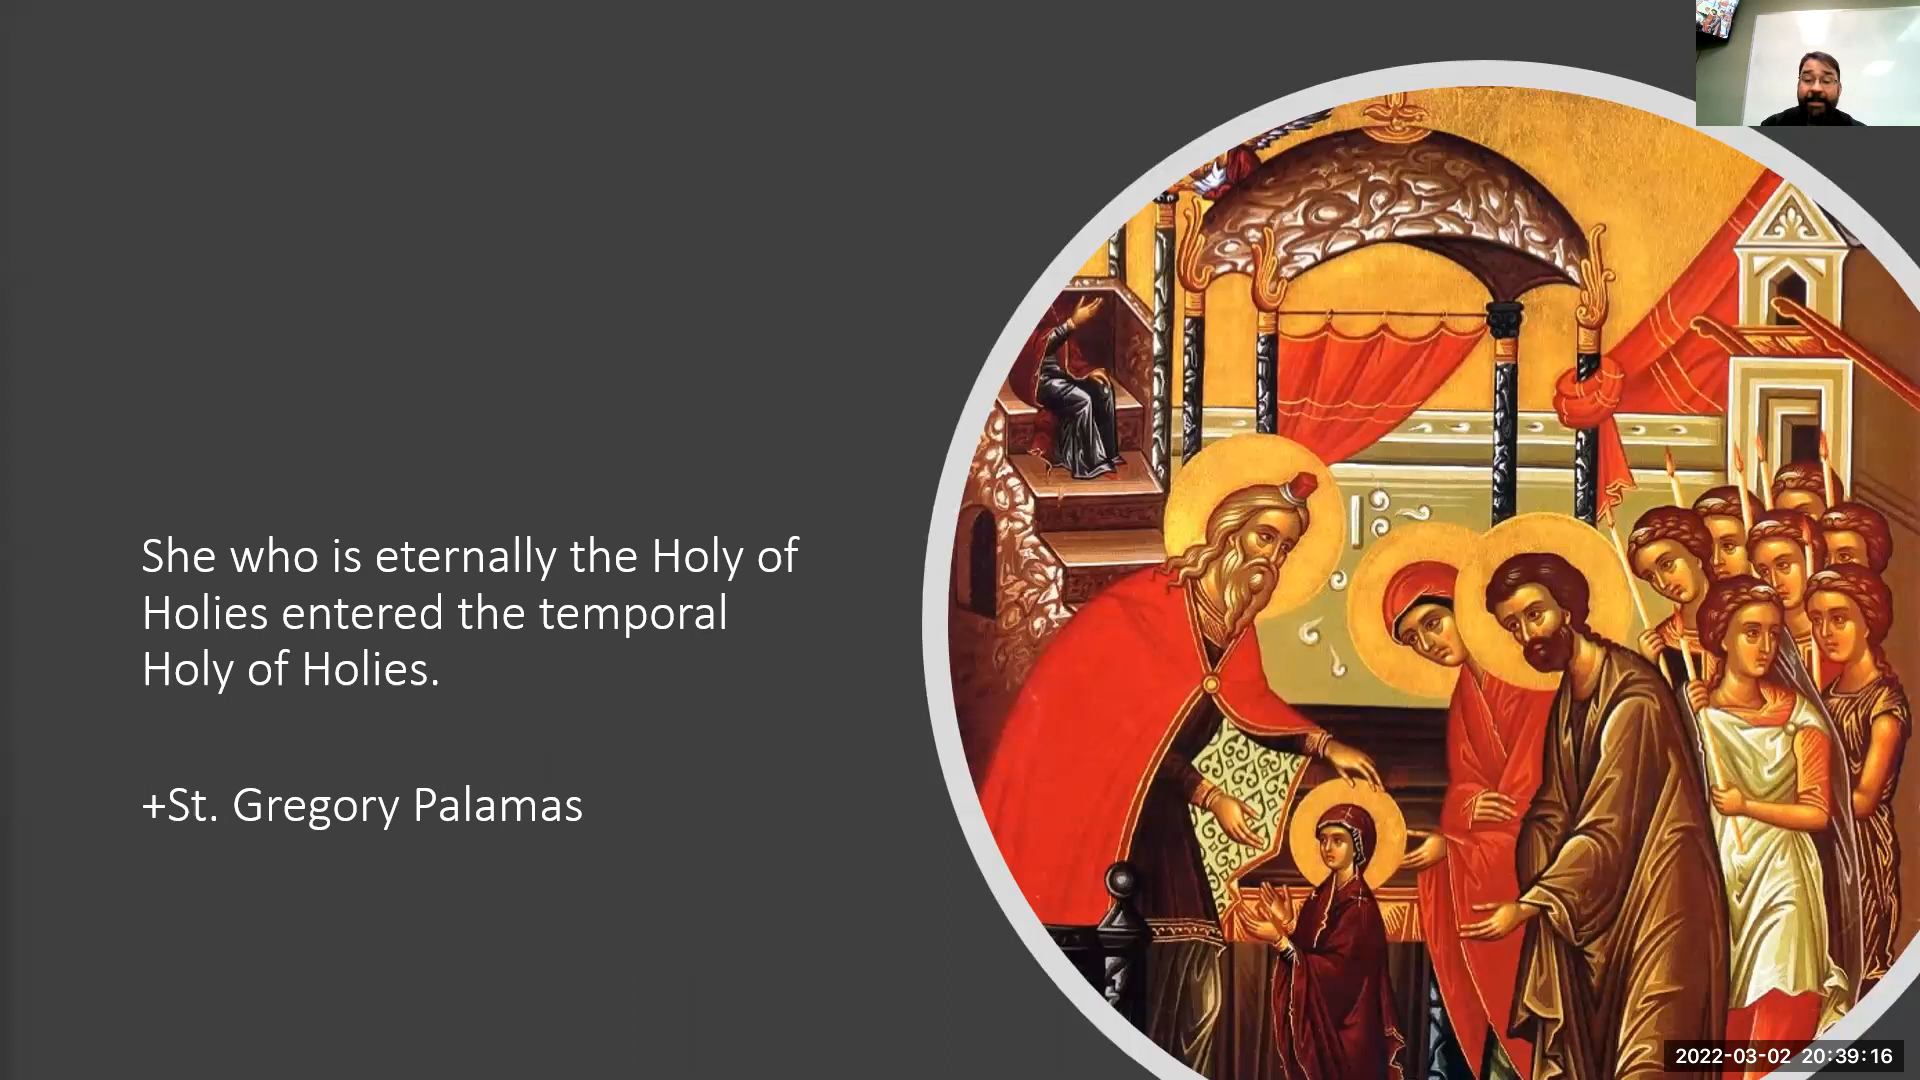 She who is eternally the Holy of
Holies entered the temporal
Holy of Holies.
+St. Gregory Palamas
2022-03-02 20:39:16